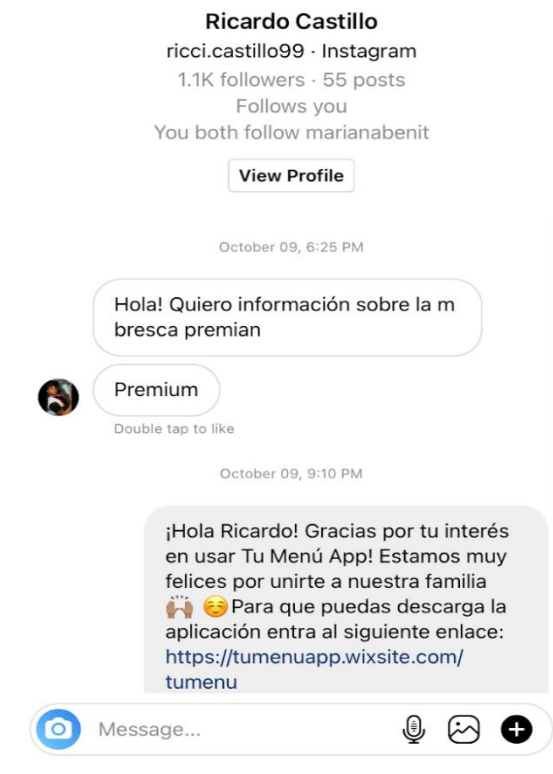 Ricardo Castillo
ricci.castillo99 · Instagram
1.1K followers · 55 posts
Follows you
You both follow marianabenit
View Profile
October 09, 6:25 PM
Hola! Quiero información sobre la m
bresca premian
Premium
Double tap to like
October 09, 9:10 PM
¡Hola Ricardo! Gracias por tu interés
en usar Tu Menú App! Estamos muy
felices por unirte a nuestra familia
🙌🏽 ☺️Para que puedas descarga la
aplicación entra al siguiente enlace:
https://tumenuapp.wixsite.com/
tumenu
Message...